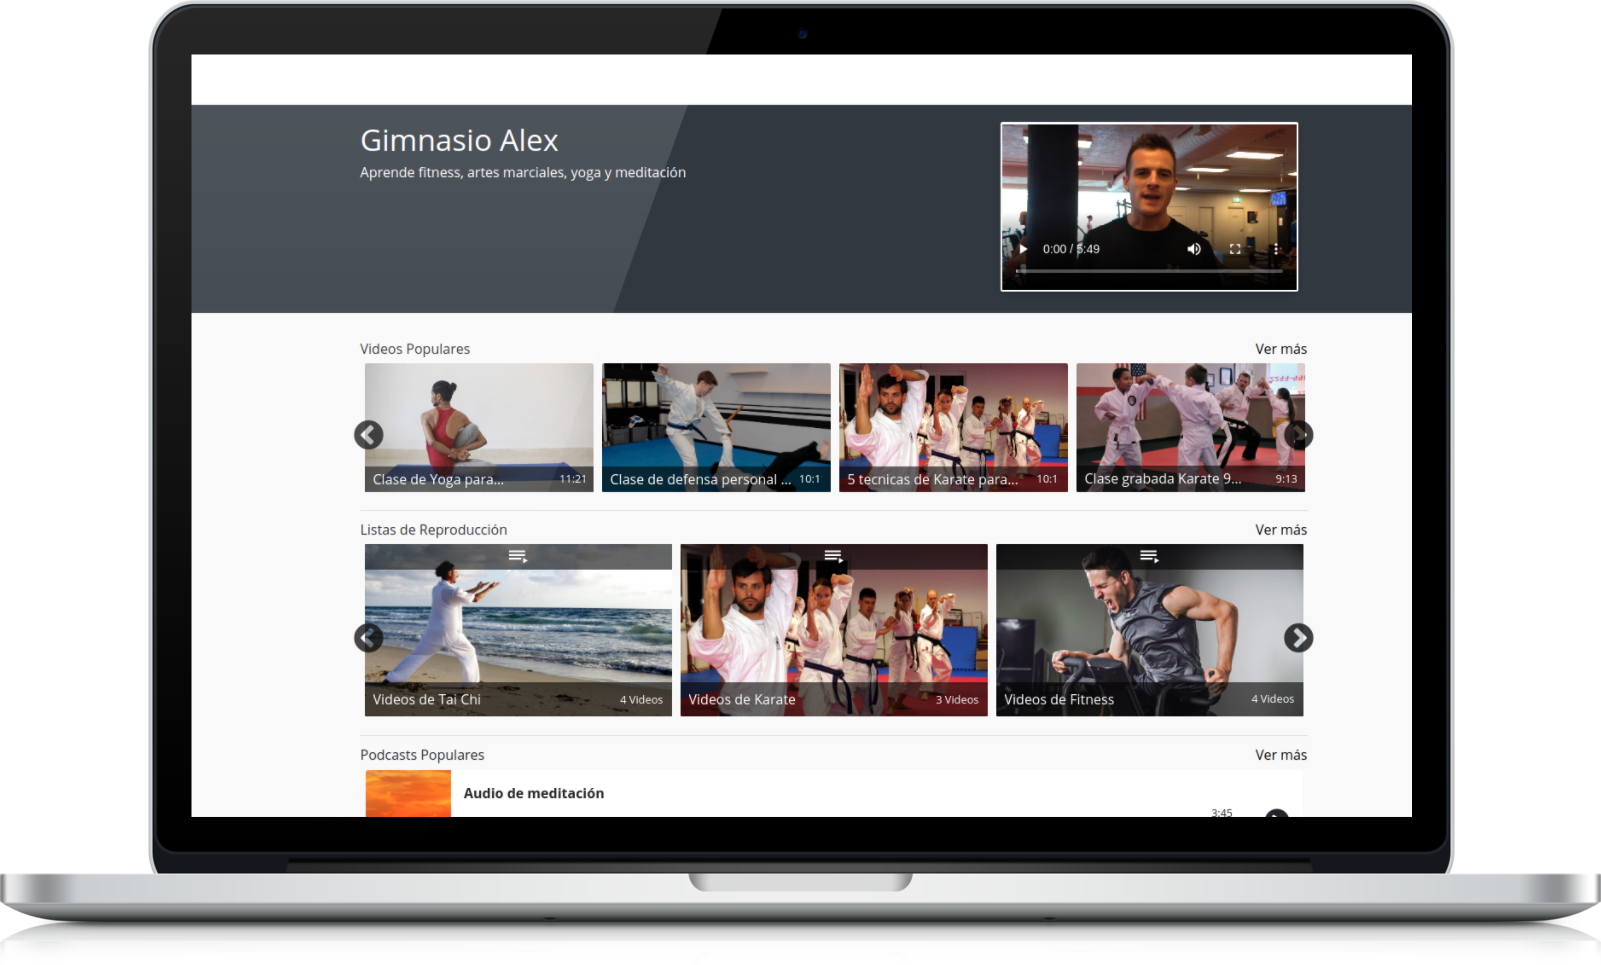 Gimnasio Alex
Aprende fitness, artes marciales, yoga y meditación
0:00 / 5:49
Videos Populares
Ver más
Clase de Yoga para...
11:21
Clase de defensa personal ...
10:1
5 tecnicas de Karate para...
10:1
Clase grabada Karate 9...
9:13
Listas de Reproducción
Ver más
Videos de Tai Chi
4 Videos
Videos de Karate
3 Videos
Videos de Fitness
4 Videos
Podcasts Populares
Ver más
Audio de meditación
3:45